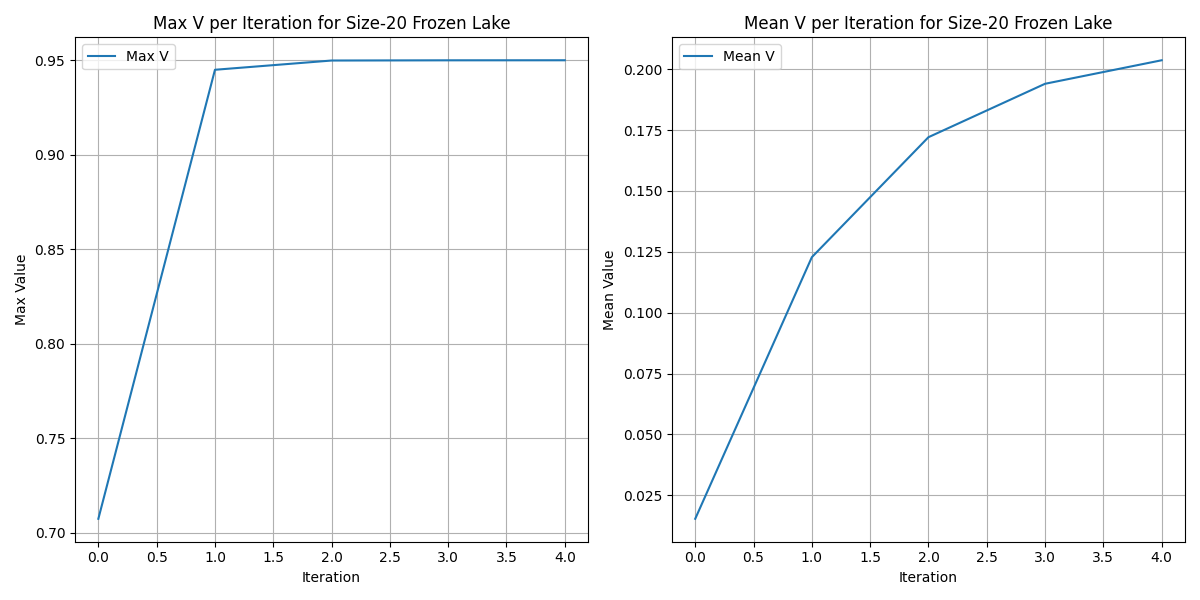 Max V per Iteration for Size-20 Frozen Lake
Max V
0.95
0.90
0.85
0.80
0.75
0.70
Max Value
0.0 0.5 1.0 1.5 2.0 2.5 3.0 3.5 4.0
Iteration
Mean V per Iteration for Size-20 Frozen Lake
Mean V
0.200
0.175
0.150
0.125
0.100
0.075
0.050
0.025
Mean Value
0.0 0.5 1.0 1.5 2.0 2.5 3.0 3.5 4.0
Iteration